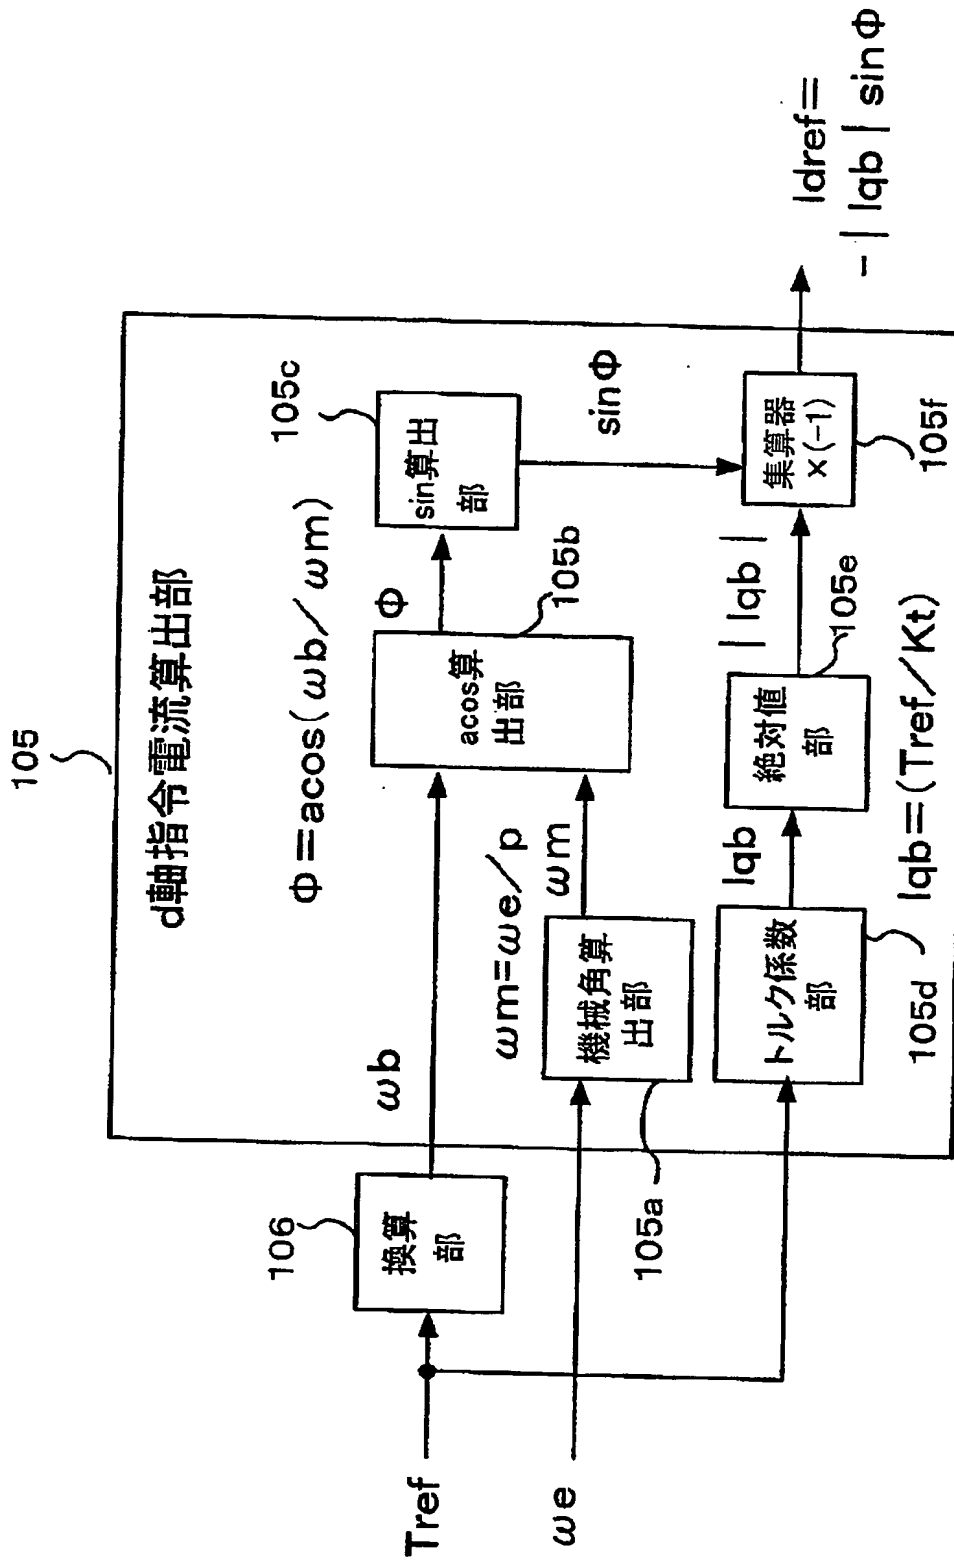 105
d軸指令電流算出部
Φ=acos(ωb/ωm)
105c
sin算出
部
106
換算
部
ωb
Φ
acos算
出部
105b
sinΦ
Tref
ωm=ωe/p
ωm
ωe
機械角算
出部
105a
Iqb
| Iqb |
トルク係数
部
105d
絶対値
部
105e
集算器
×(-1)
105f
Iqb=(Tref/Kt)
Idref=
-| Iqb | sinΦ